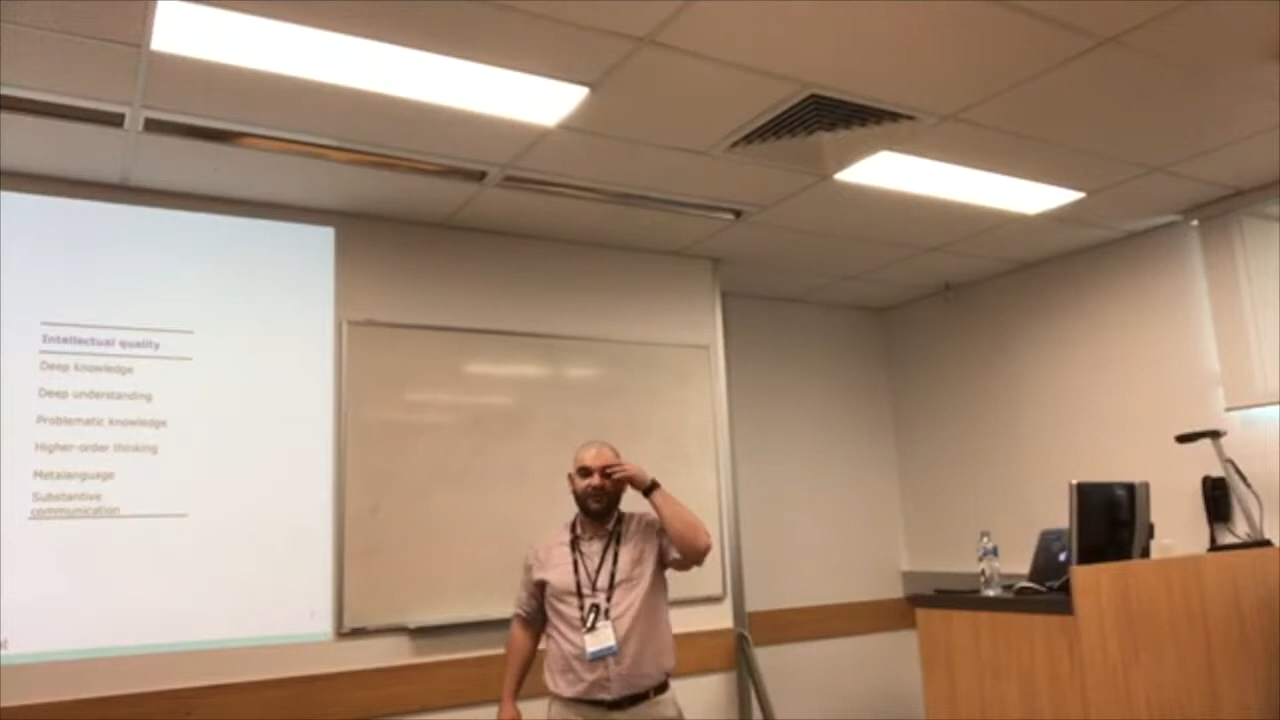 Intellectual quality
Deep knowledge
Deep understanding
Problematic knowledge
Higher-order thinking
Metalanguage
Substantive
communication